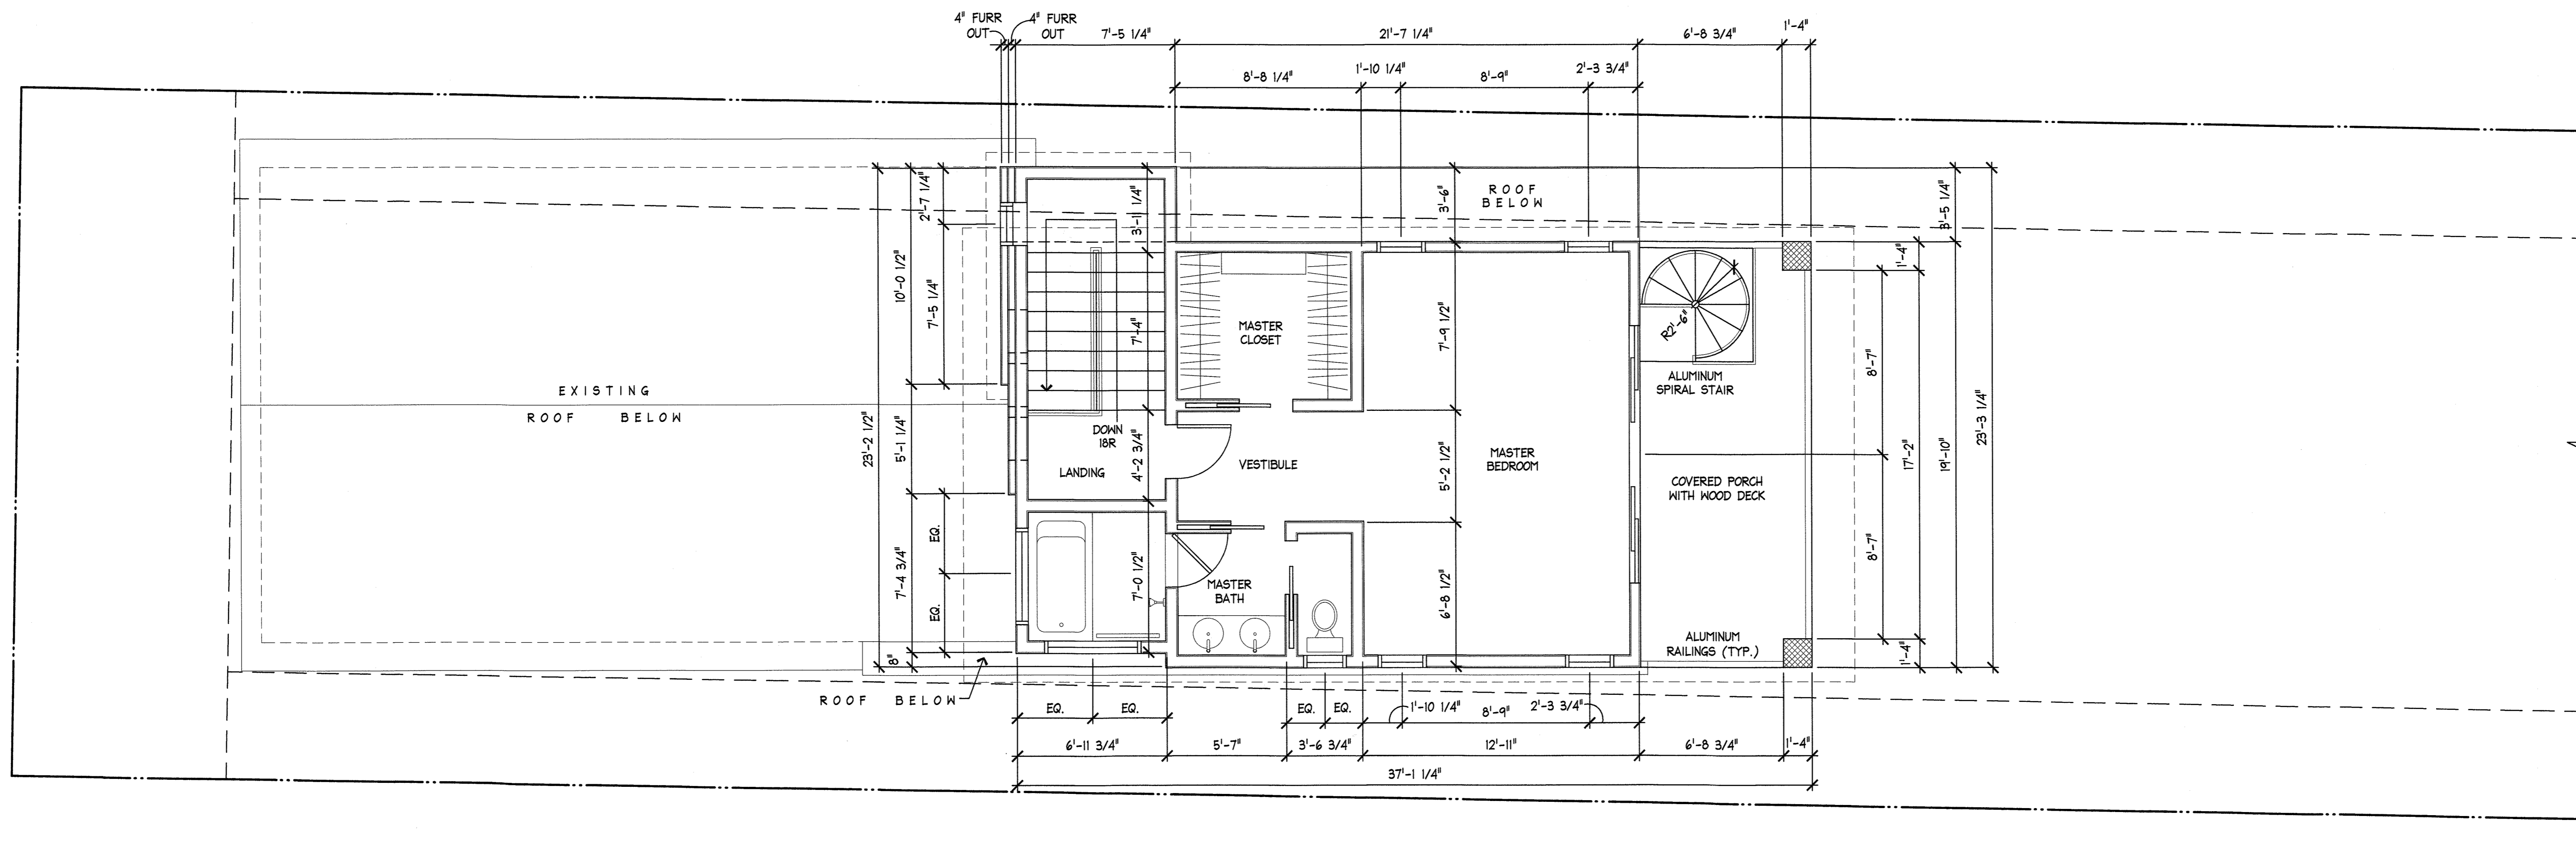 4" FURR OUT
4" FURR OUT
7'-5 1/4"
21'-7 1/4"
6'-8 3/4"
1'-4"
8'-8 1/4"
1'-10 1/4"
8'-9"
2'-3 3/4"
2'-7 1/4"
10'-0 1/2"
7'-5 1/4"
23'-2 1/2"
5'-1 1/4"
EQ.
7'-4 3/4"
EQ.
8"
3'-11 1/4"
7'-4"
4'-2 3/4"
7'-0 1/2"
3'-6"
7'-9 1/2"
5'-2 1/2"
6'-8 1/2"
ROOF
BELOW
EXISTING
ROOF BELOW
MASTER
CLOSET
DOWN
18R
LANDING
VESTIBULE
MASTER
BEDROOM
MASTER
BATH
R2'-6"
ALUMINUM
SPIRAL STAIR
COVERED PORCH
WITH WOOD DECK
ALUMINUM
RAILINGS (TYP.)
3'-5 1/4"
1'-4"
8'-7"
17'-2"
19'-10"
23'-3 1/4"
8'-7"
1'-4"
ROOF BELOW
EQ.
EQ.
EQ.
EQ.
1'-10 1/4"
8'-9"
2'-3 3/4"
6'-11 3/4"
5'-7"
3'-6 3/4"
12'-11"
6'-8 3/4"
1'-4"
37'-1 1/4"